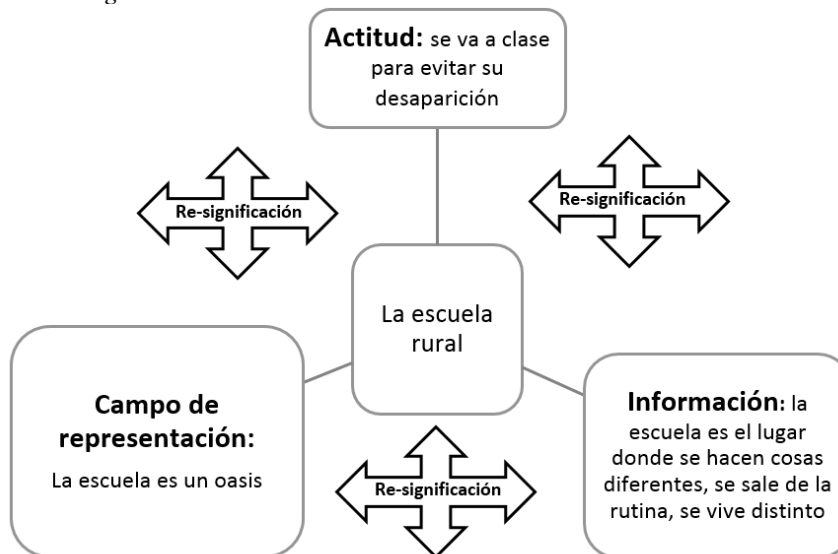 Actitud: se va a clase
para evitar su
desaparición
Re-significación
Re-significación
La escuela
rural
Campo de
representación:
La escuela es un oasis
Información: la
escuela es el lugar
donde se hacen cosas
diferentes, se sale de la
rutina, se vive distinto
Re-significación